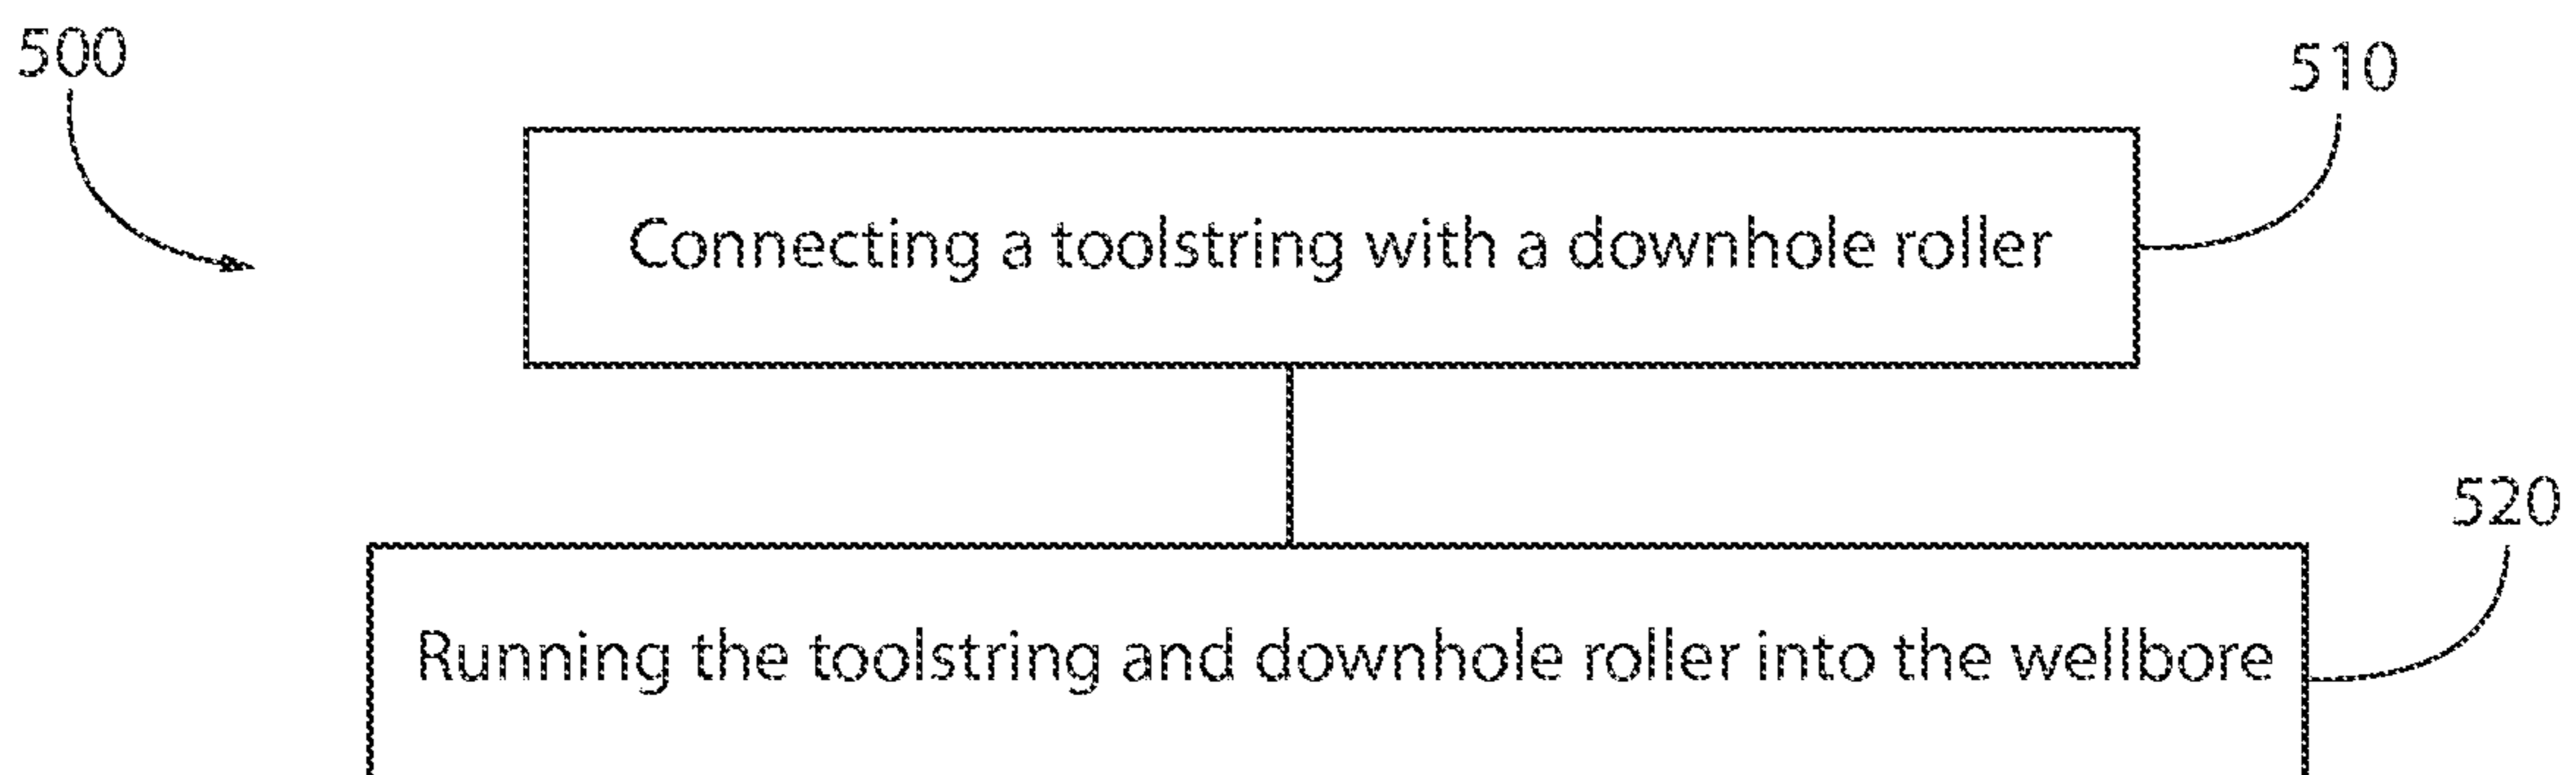 500
510
Connecting a toolstring with a downhole roller
520
Running the toolstring and downhole roller into the wellbore